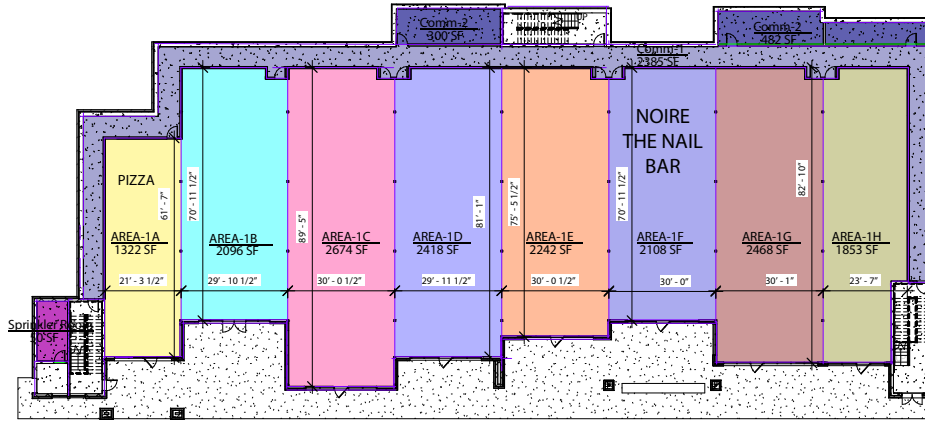 Comm-2
300 SF
UP
Comm-2
482 SF
Comm-1
2385 SF
NOIRE
THE NAIL
BAR
PIZZA
61' - 7"
70' - 11 1/2"
89' - 5"
81' - 1"
75' - 5 1/2"
70' - 11 1/2"
82' - 10"
AREA-1A
1322 SF
AREA-1B
2096 SF
AREA-1C
2674 SF
AREA-1D
2418 SF
AREA-1E
2242 SF
AREA-1F
2108 SF
AREA-1G
2468 SF
AREA-1H
1853 SF
21' - 3 1/2"
29' - 10 1/2"
30' - 0 1/2"
29' - 11 1/2"
30' - 0 1/2"
30' - 0"
30' - 1"
23' - 7"
Sprinkler Room
0 SF